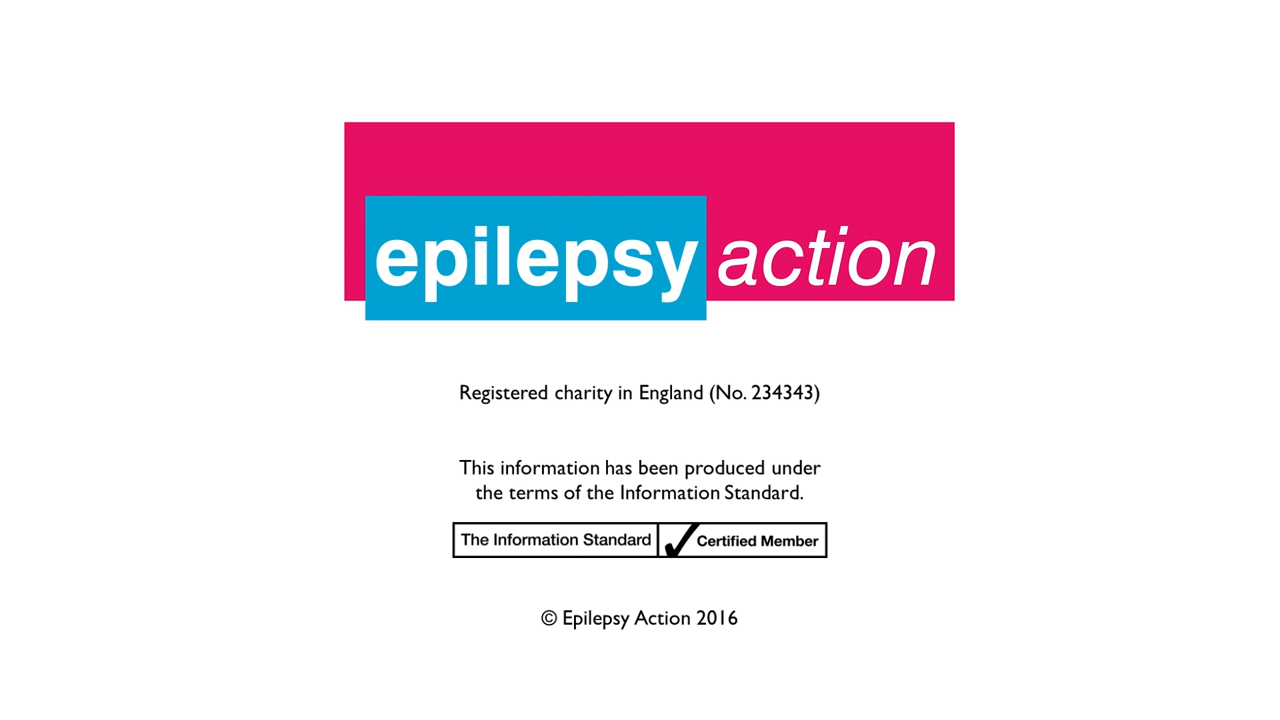 epilepsy action
Registered charity in England (No. 234343)
This information has been produced under
the terms of the Information Standard.
The Information Standard Certified Member
© Epilepsy Action 2016